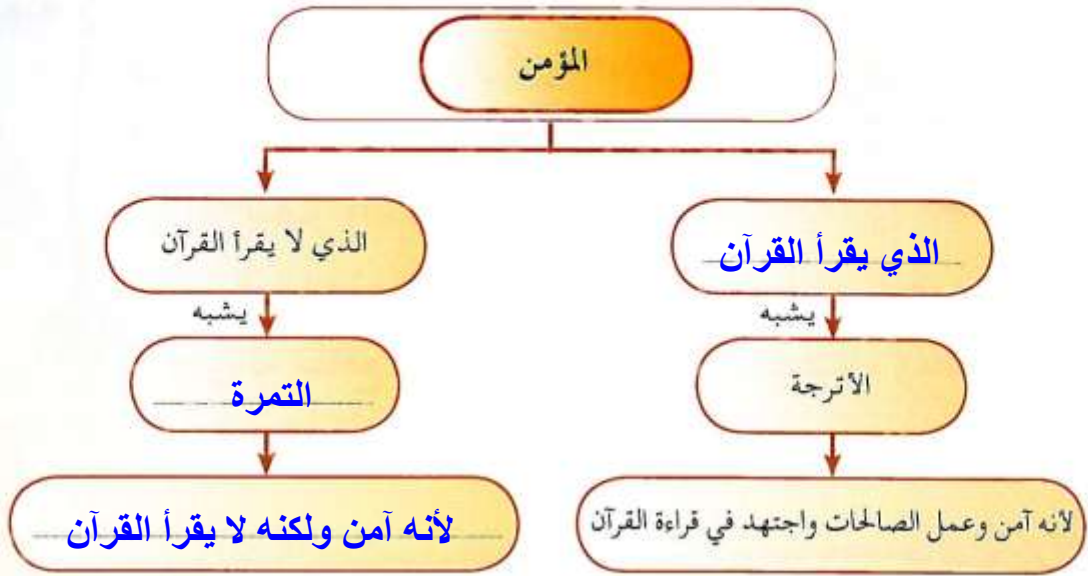 المؤمن
الذي يقرأ القرآن
الذي لا يقرأ القرآن
يشبه
يشبه
الأترجة
التمرة
لأنه آمن وعمل الصالحات واجتهد في قراءة القرآن
لأنه آمن ولكنه لا يقرأ القرآن